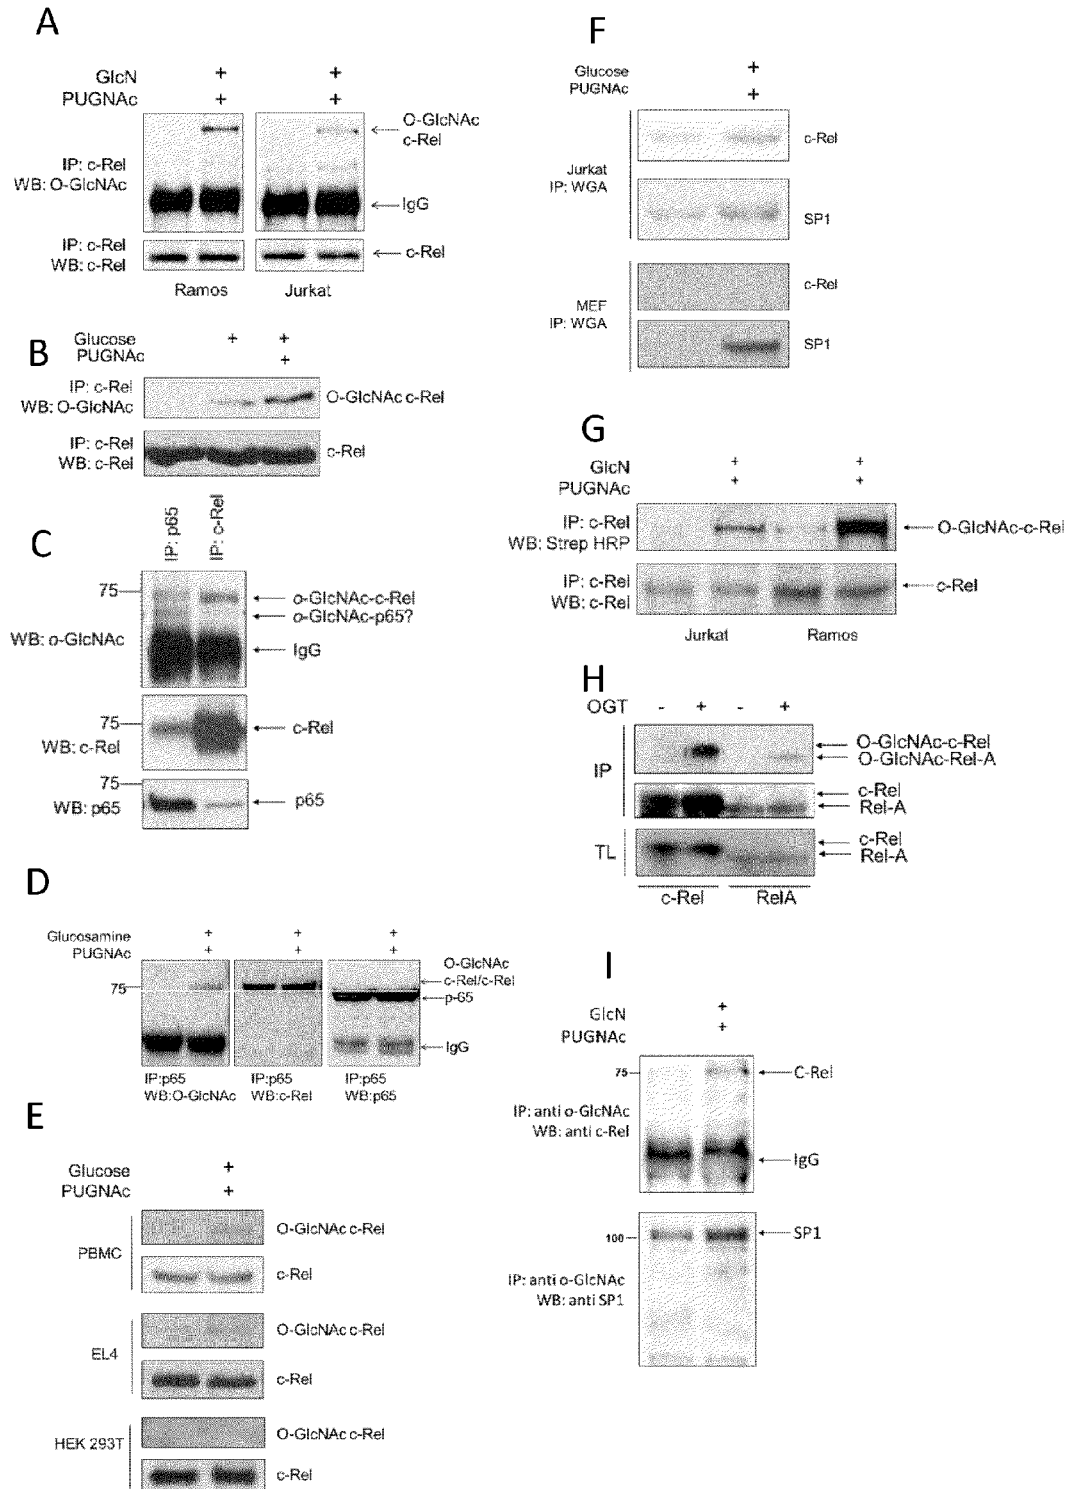 A
GlcN + +
PUGNAc + +
O-GlcNAc
c-Rel
IP: c-Rel
WB: O-GlcNAc
IgG
IP: c-Rel
WB: c-Rel
c-Rel
Ramos Jurkat
B
Glucose + +
PUGNAc +
IP: c-Rel
WB: O-GlcNAc
O-GlcNAc c-Rel
IP: c-Rel
WB: c-Rel
c-Rel
C
IP: p65
IP: c-Rel
75
o-GlcNAc-c-Rel
o-GlcNAc-p65?
WB: o-GlcNAc
IgG
75
WB: c-Rel
c-Rel
75
WB: p65
p65
D
Glucosamine + + +
PUGNAc + + +
75
O-GlcNAc
c-Rel/c-Rel
p-65
IgG
IP:p65 IP:p65 IP:p65
WB:O-GlcNAc WB:c-Rel WB:p65
E
Glucose +
PUGNAc +
PBMC
O-GlcNAc c-Rel
c-Rel
EL4
O-GlcNAc c-Rel
c-Rel
HEK 293T
O-GlcNAc c-Rel
c-Rel
F
Glucose +
PUGNAc +
Jurkat
IP: WGA
c-Rel
SP1
MEF
IP: WGA
c-Rel
SP1
G
GlcN + +
PUGNAc + +
IP: c-Rel
WB: Strep HRP
O-GlcNAc-c-Rel
IP: c-Rel
WB: c-Rel
c-Rel
Jurkat Ramos
H
OGT - + - +
IP
O-GlcNAc-c-Rel
O-GlcNAc-Rel-A
c-Rel
Rel-A
TL
c-Rel
Rel-A
c-Rel RelA
I
GlcN +
PUGNAc +
75
C-Rel
IP: anti o-GlcNAc
WB: anti c-Rel
IgG
100
SP1
IP: anti o-GlcNAc
WB: anti SP1